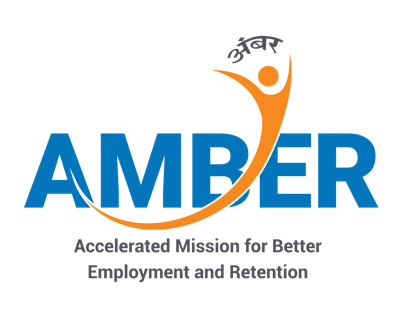 अंबर
AMBER
Accelerated Mission for Better
Employment and Retention